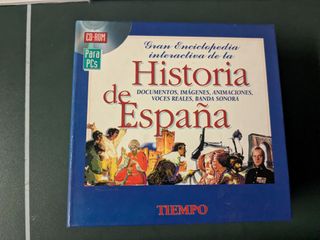 CD-ROM
Para
PCs
Gran Enciclopedia
interactiva de la
Historia
DOCUMENTOS, IMÁGENES, ANIMACIONES,
VOCES REALES, BANDA SONORA
de
España
TIEMPO